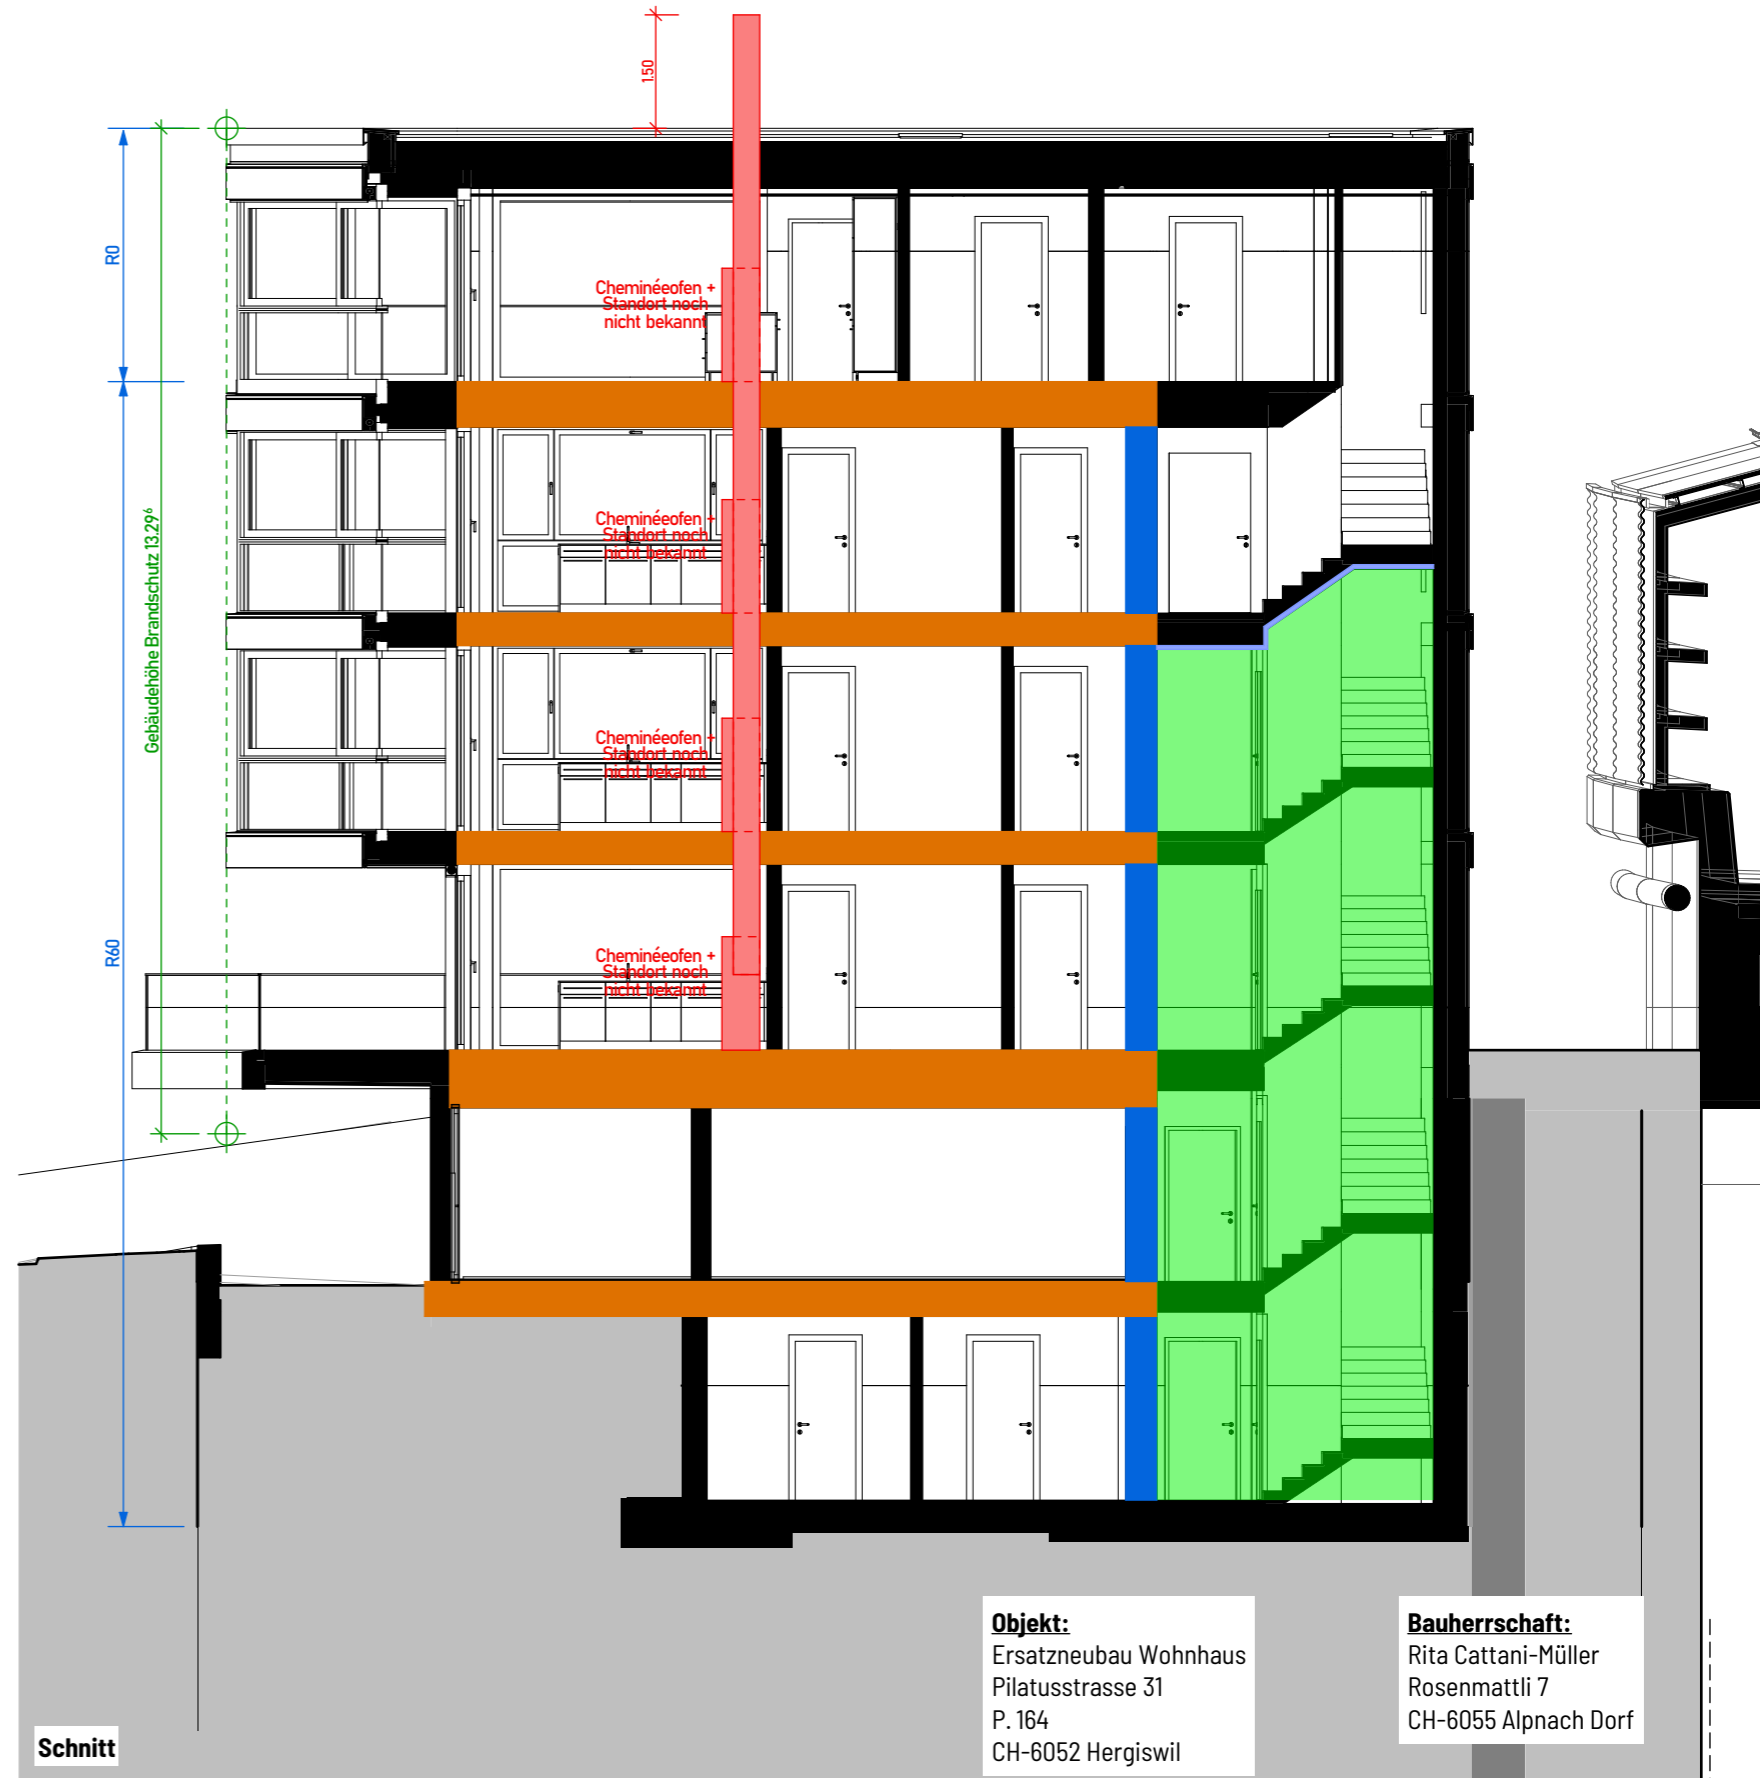 1.50
R0
Cheminéeofen +
Standort noch
nicht bekannt
Cheminéeofen +
Standort noch
nicht bekannt
Gebäudehöhe Brandschutz 13.29⁶
Cheminéeofen +
Standort noch
nicht bekannt
R60
Cheminéeofen +
Standort noch
nicht bekannt
Objekt:
Ersatzneubau Wohnhaus
Pilatusstrasse 31
P. 164
CH-6052 Hergiswil
Bauherrschaft:
Rita Cattani-Müller
Rosenmattli 7
CH-6055 Alpnach Dorf
Schnitt